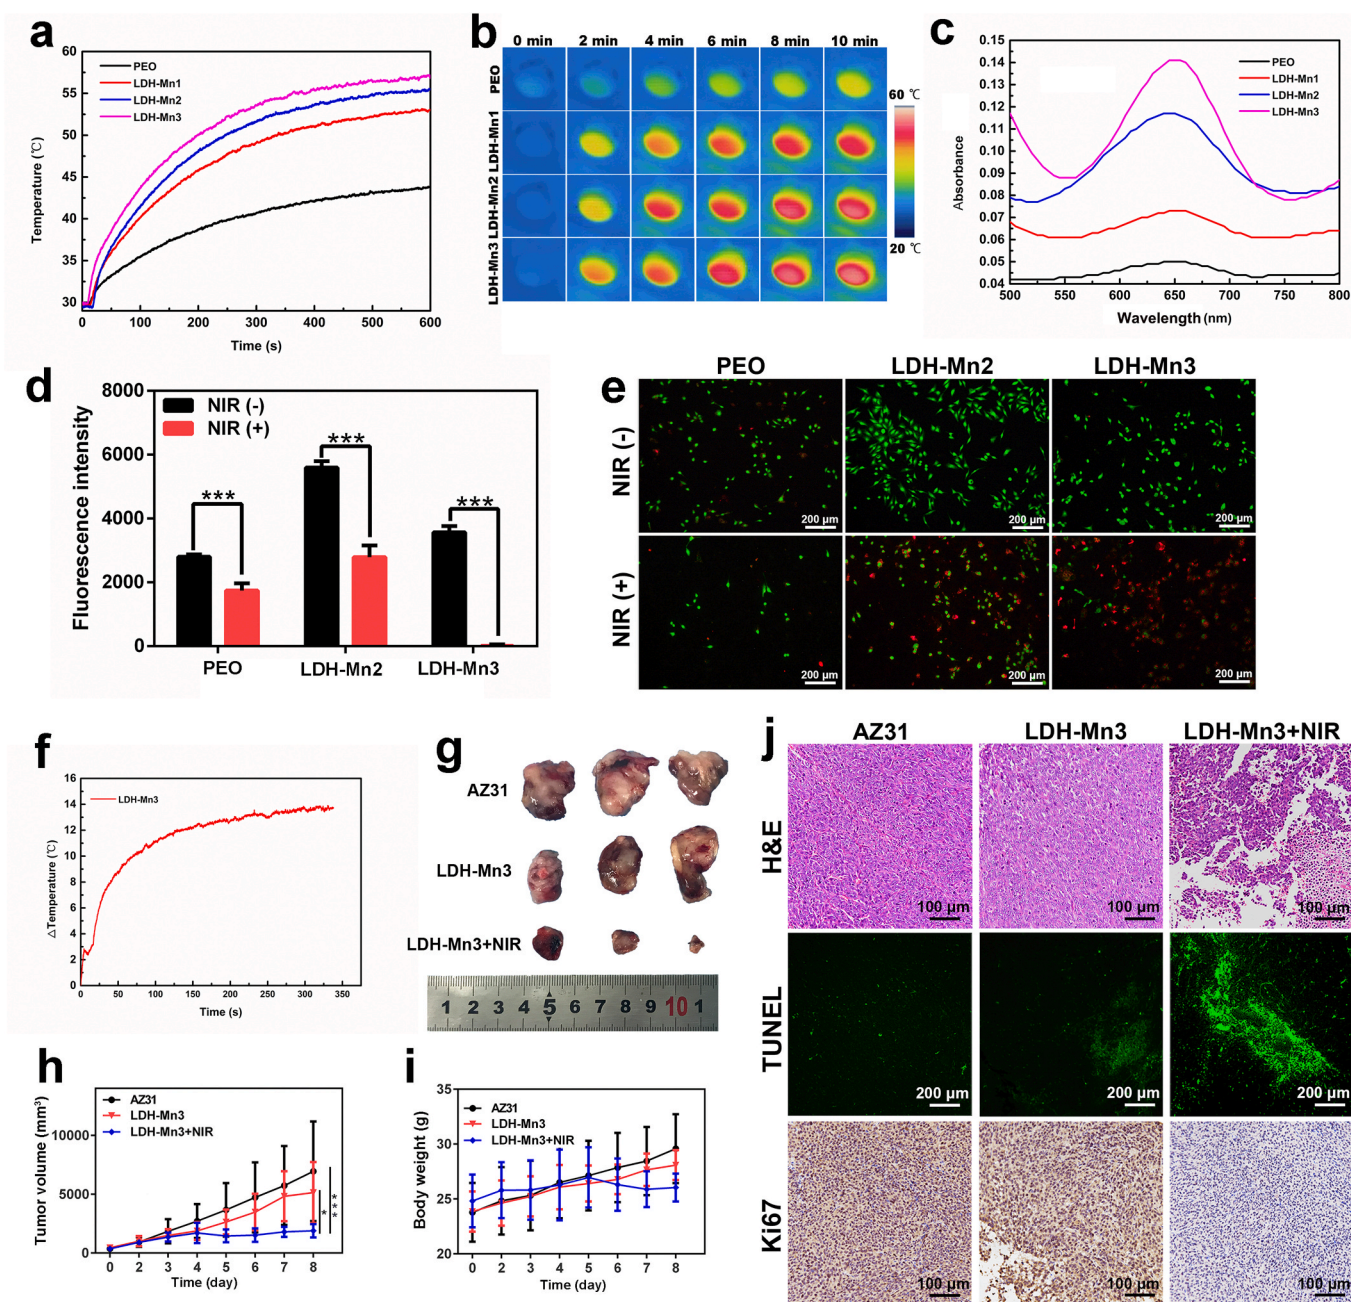 a
60
55
50
45
40
35
30
0 100 200 300 400 500 600
PEO
LDH-Mn1
LDH-Mn2
LDH-Mn3
Temperature (℃)
Time (s)
b
0 min 2 min 4 min 6 min 8 min 10 min
PEO
LDH-Mn1
LDH-Mn2
LDH-Mn3
60 ℃
20 ℃
c
0.15
0.14
0.13
0.12
0.11
0.10
0.09
0.08
0.07
0.06
0.05
0.04
500 550 600 650 700 750 800
PEO
LDH-Mn1
LDH-Mn2
LDH-Mn3
Absorbance
Wavelength (nm)
d
8000
6000
4000
2000
0
Fluorescence intensity
NIR (-)
NIR (+)
***
***
***
PEO LDH-Mn2 LDH-Mn3
e
PEO LDH-Mn2 LDH-Mn3
NIR (-)
200 μm 200 μm 200 μm
NIR (+)
200 μm 200 μm 200 μm
f
16
14
12
10
8
6
4
2
0
0 50 100 150 200 250 300 350
LDH-Mn3
△Temperature (℃)
Time (s)
g
AZ31
LDH-Mn3
LDH-Mn3+NIR
1 2 3 4 5 6 7 8 9 10 1
h
10000
5000
0
Tumor volume (mm³)
AZ31
LDH-Mn3
LDH-Mn3+NIR
*
***
0 2 3 4 5 6 7 8
Time (day)
i
35
30
25
20
Body weight (g)
AZ31
LDH-Mn3
LDH-Mn3+NIR
0 2 3 4 5 6 7 8
Time (day)
j
AZ31 LDH-Mn3 LDH-Mn3+NIR
H&E
100 μm 100 μm 100 μm
TUNEL
200 μm 200 μm 200 μm
Ki67
100 μm 100 μm 100 μm